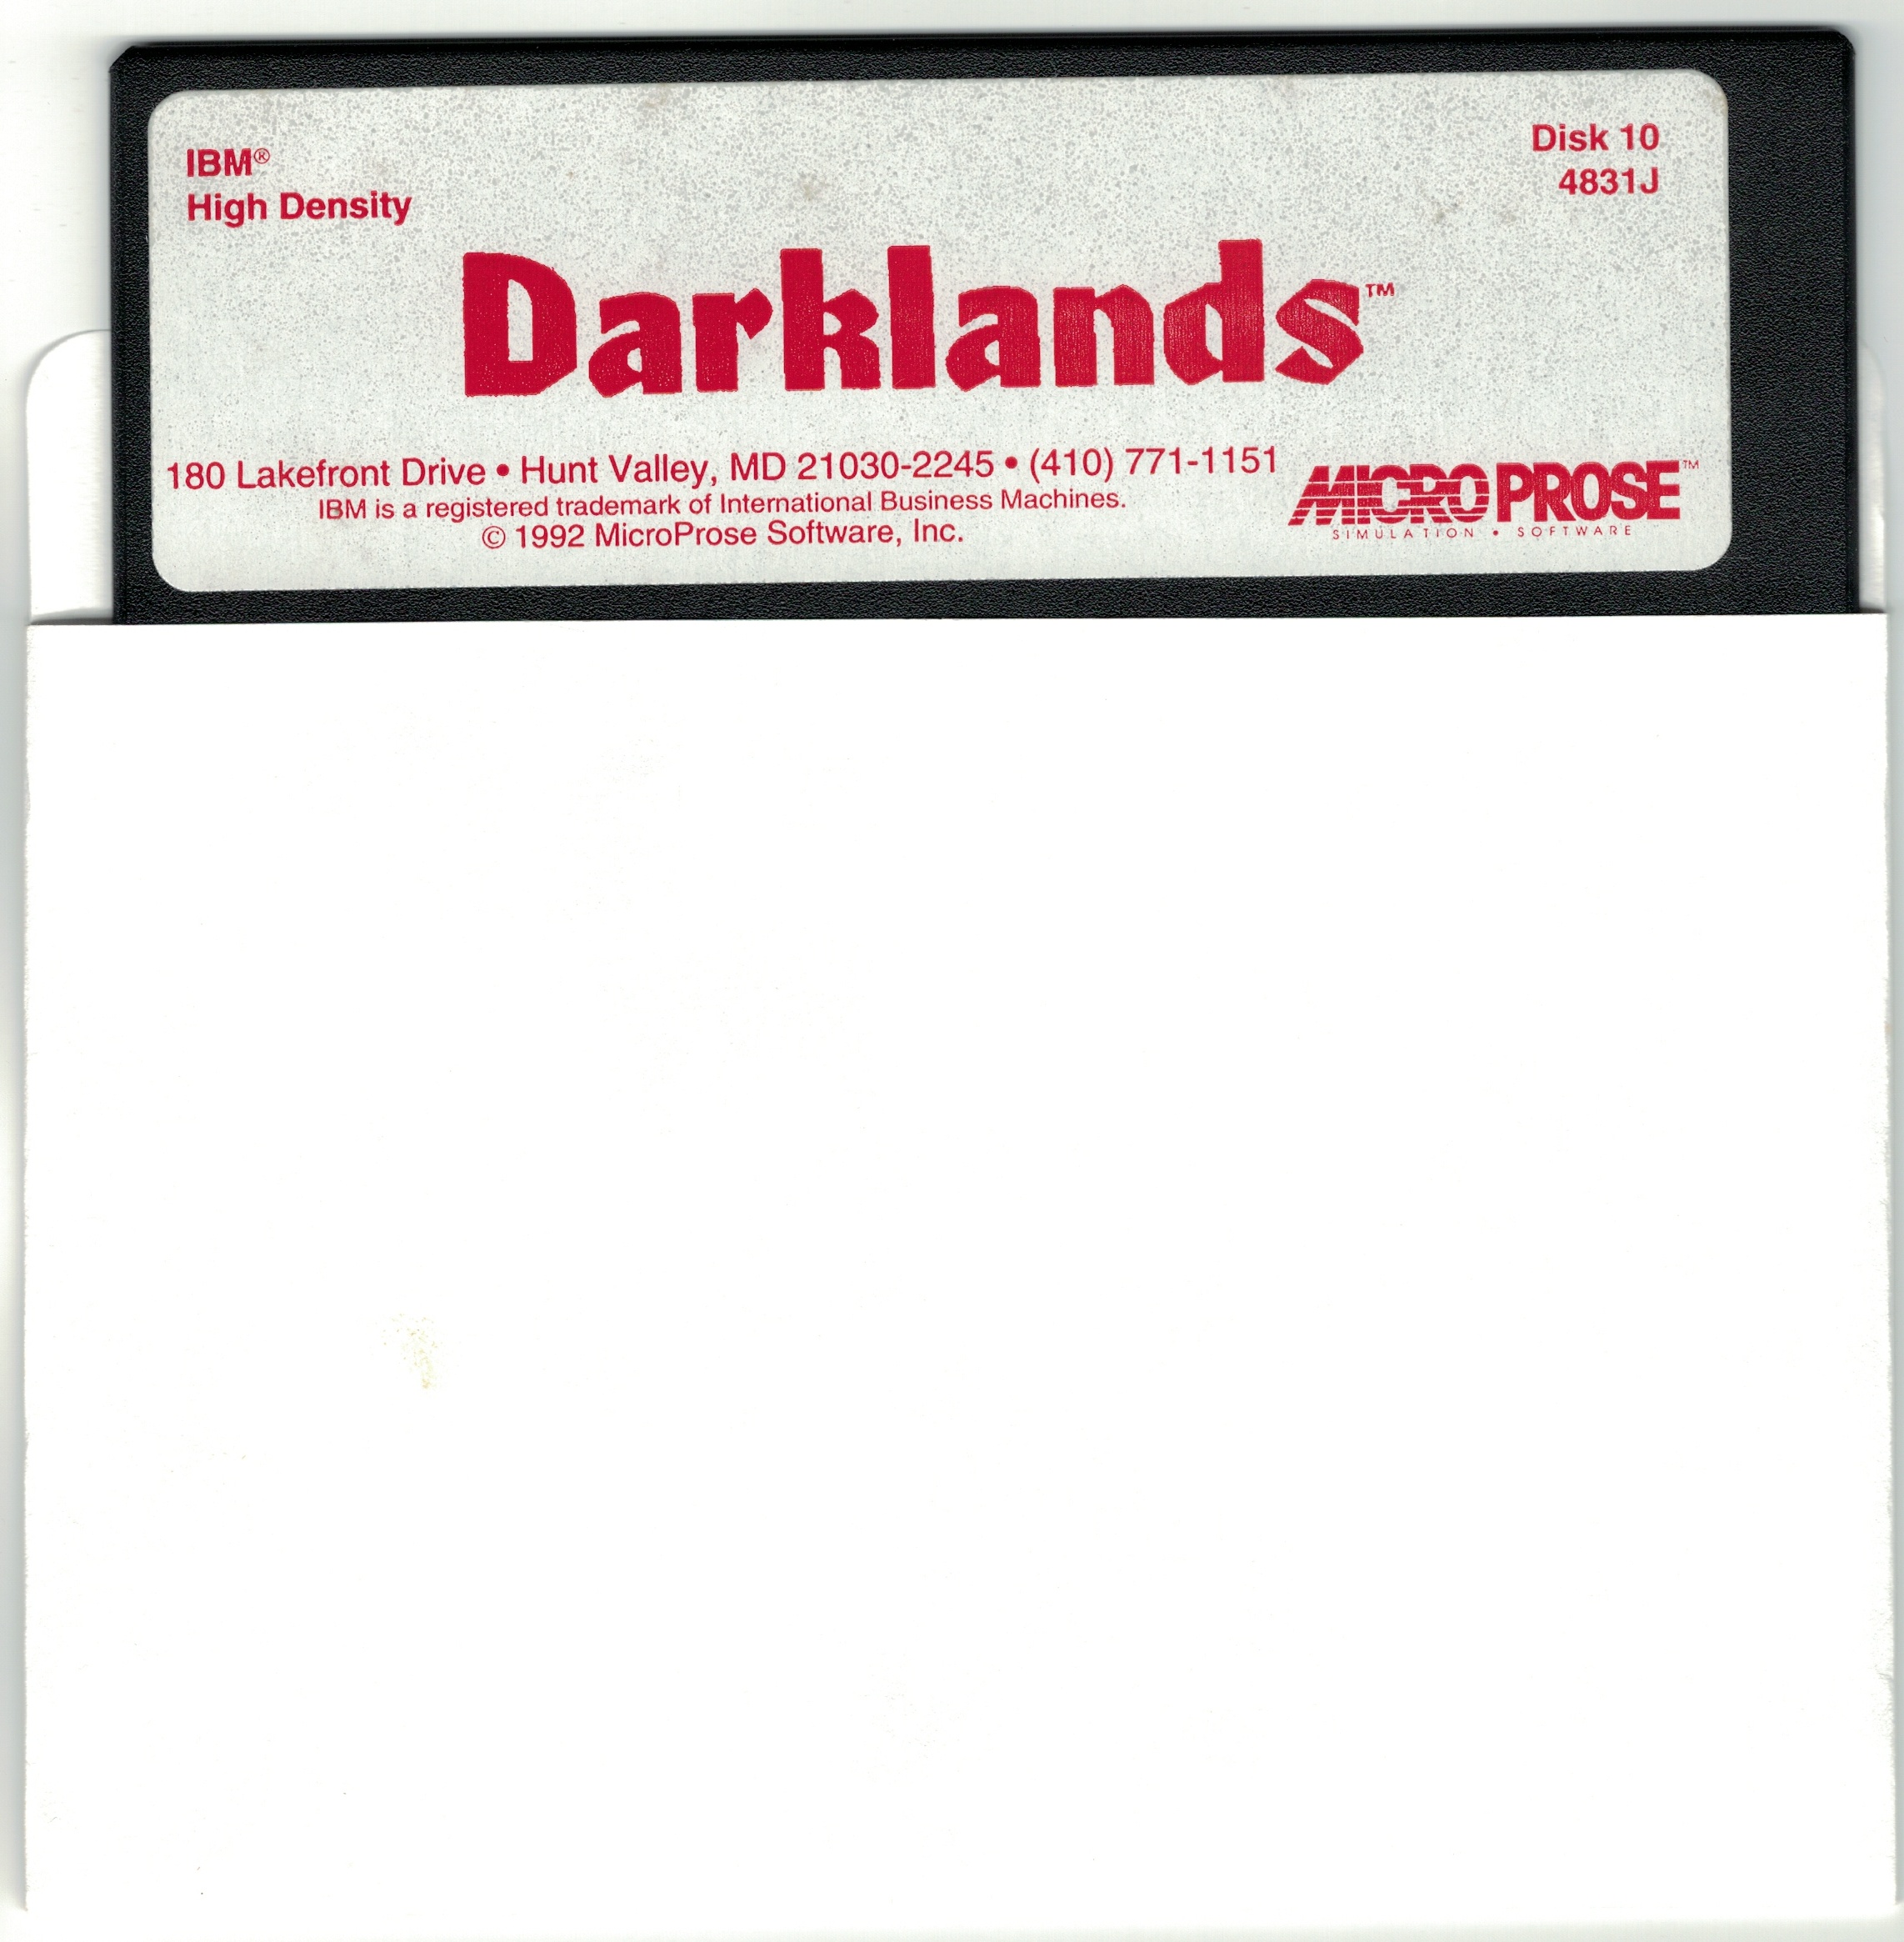 IBM®
High Density
Disk 10
4831J
Darklands™
180 Lakefront Drive • Hunt Valley, MD 21030-2245 • (410) 771-1151
IBM is a registered trademark of International Business Machines.
© 1992 MicroProse Software, Inc.
MICROPROSE™
SIMULATION • SOFTWARE